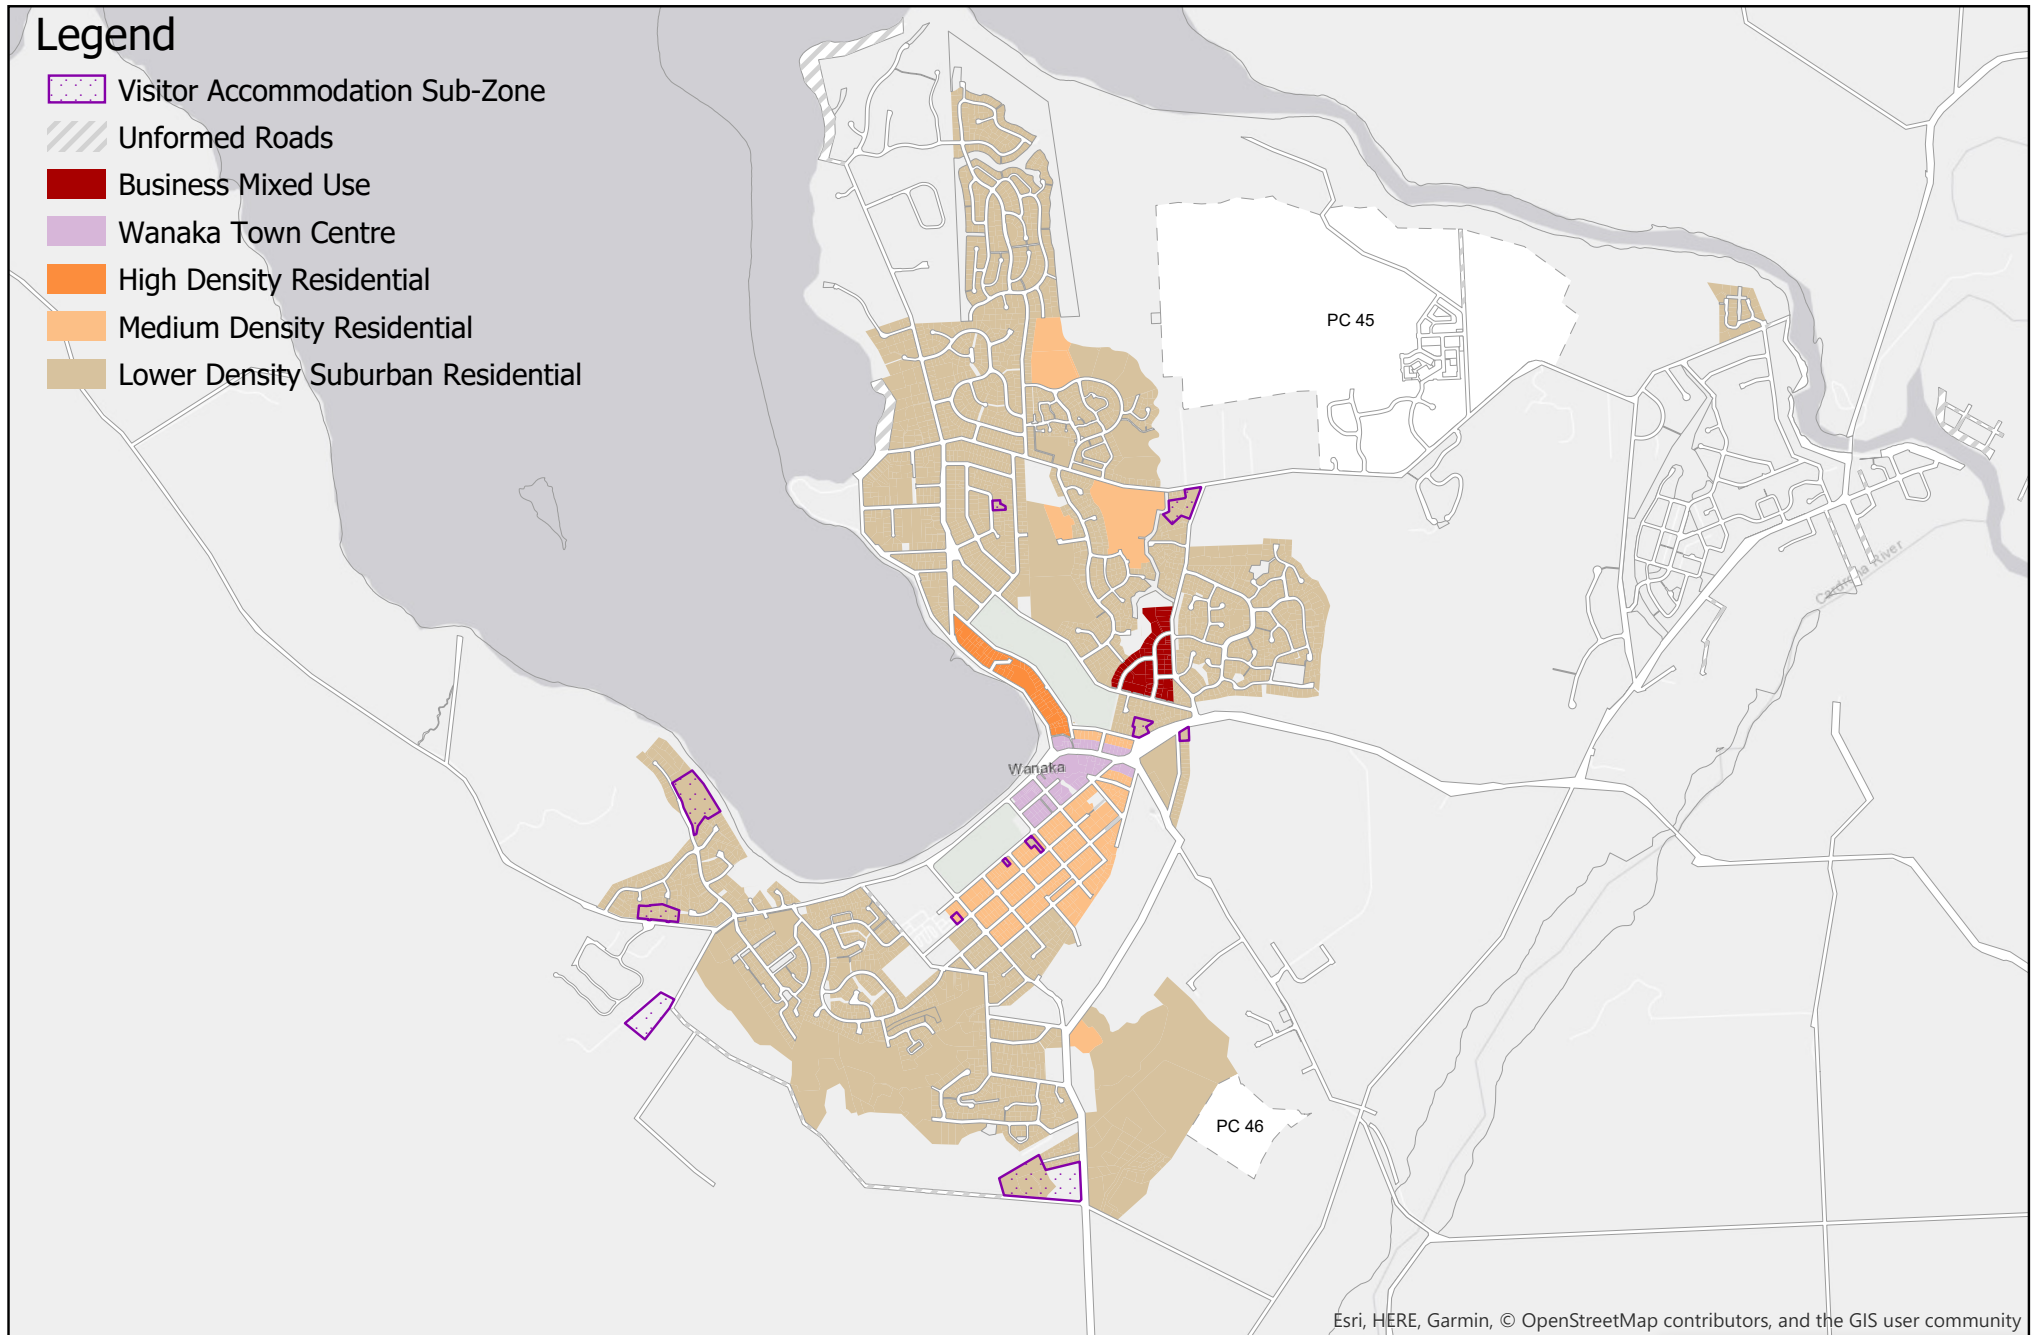 Legend
Visitor Accommodation Sub-Zone
Unformed Roads
Business Mixed Use
Wanaka Town Centre
High Density Residential
Medium Density Residential
Lower Density Suburban Residential
PC 45
Cardrona River
Wanaka
PC 46
Esri, HERE, Garmin, © OpenStreetMap contributors, and the GIS user community